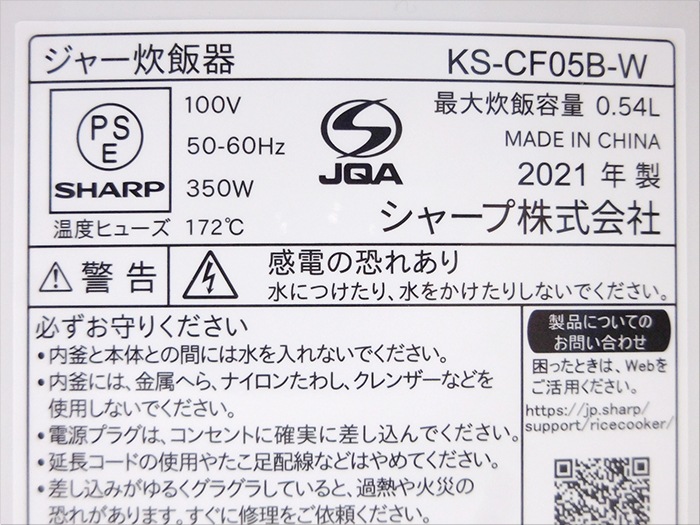 ジャー炊飯器 KS-CF05B-W
PSE
SHARP
100V
50-60Hz
350W
温度ヒューズ 172℃
JQA
最大炊飯容量 0.54L
MADE IN CHINA
2021年製
シャープ株式会社
警告
感電の恐れあり
水につけたり、水をかけたりしないでください。
必ずお守りください
・内釜と本体との間には水を入れないでください。
・内釜には、金属へら、ナイロンたわし、クレンザーなどを
使用しないでください。
・電源プラグは、コンセントに確実に差し込んでください。
・延長コードの使用やたこ足配線などはやめてください。
・差し込みがゆるくグラグラしていると、過熱や火災の
恐れがあります。すぐに修理をご依頼ください。
製品についての
お問い合わせ
困ったときは、Webを
ご活用ください。
https://jp.sharp/
support/ricecooker/